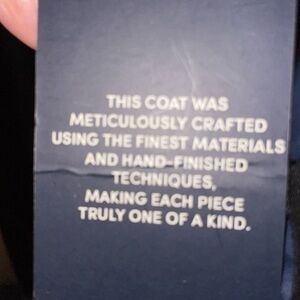 THIS COAT WAS
METICULOUSLY CRAFTED
USING THE FINEST MATERIALS
AND HAND-FINISHED
TECHNIQUES,
MAKING EACH PIECE
TRULY ONE OF A KIND.